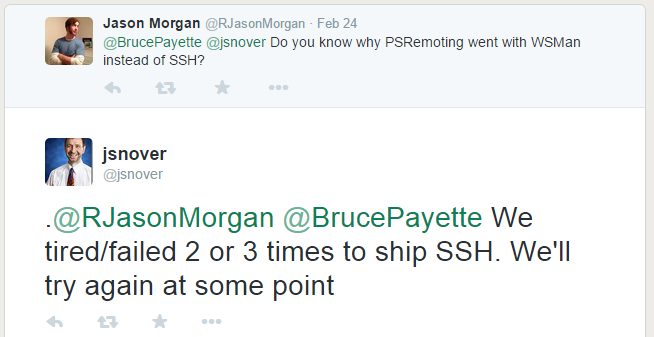 Jason Morgan @RJasonMorgan · Feb 24
@BrucePayette @jsnover Do you know why PSRemoting went with WSMan
instead of SSH?
jsnover
@jsnover
.@RJasonMorgan @BrucePayette We
tired/failed 2 or 3 times to ship SSH. We'll
try again at some point